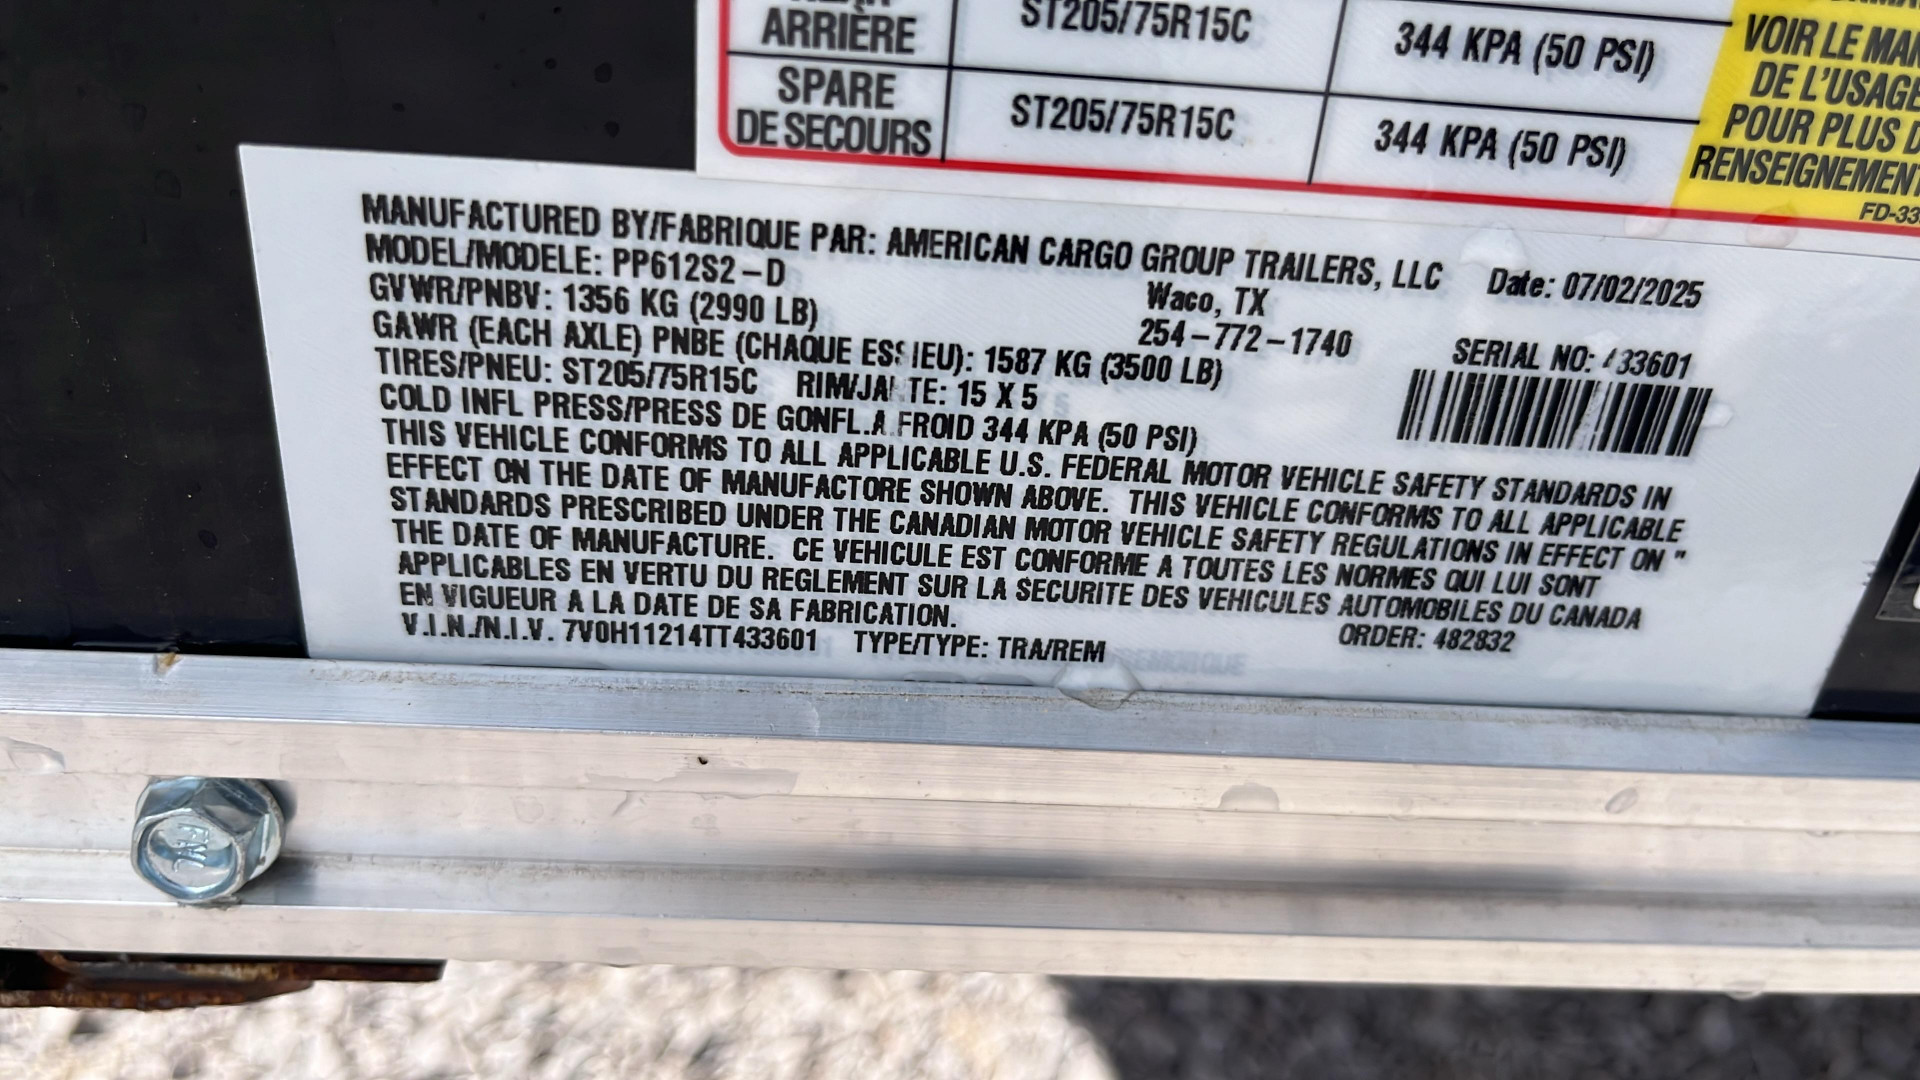 ARRIÈRE ST205/75R15C 344 KPA (50 PSI)
SPARE
DE SECOURS ST205/75R15C 344 KPA (50 PSI)
VOIR LE
DE L'USAGE
POUR PLUS
RENSEIGNEMENT
FD-33
MANUFACTURED BY/FABRIQUE PAR: AMERICAN CARGO GROUP TRAILERS, LLC Date: 07/02/2025
MODEL/MODELE: PP612S2-D Waco, TX
GVWR/PNBV: 1356 KG (2990 LB) 254-772-1740
GAWR (EACH AXLE) PNBE (CHAQUE ESSIEU): 1587 KG (3500 LB) SERIAL NO: 433601
TIRES/PNEU: ST205/75R15C RIM/JANTE: 15 X 5
COLD INFL PRESS/PRESS DE GONFL.A FROID 344 KPA (50 PSI)
THIS VEHICLE CONFORMS TO ALL APPLICABLE U.S. FEDERAL MOTOR VEHICLE SAFETY STANDARDS IN
EFFECT ON THE DATE OF MANUFACTORE SHOWN ABOVE. THIS VEHICLE CONFORMS TO ALL APPLICABLE
STANDARDS PRESCRIBED UNDER THE CANADIAN MOTOR VEHICLE SAFETY REGULATIONS IN EFFECT ON "
THE DATE OF MANUFACTURE. CE VEHICULE EST CONFORME A TOUTES LES NORMES QUI LUI SONT
APPLICABLES EN VERTU DU REGLEMENT SUR LA SECURITE DES VEHICULES AUTOMOBILES DU CANADA
EN VIGUEUR A LA DATE DE SA FABRICATION. ORDER: 482832
V.I.N./N.I.V. 7V0H11214TT433601 TYPE/TYPE: TRA/REM